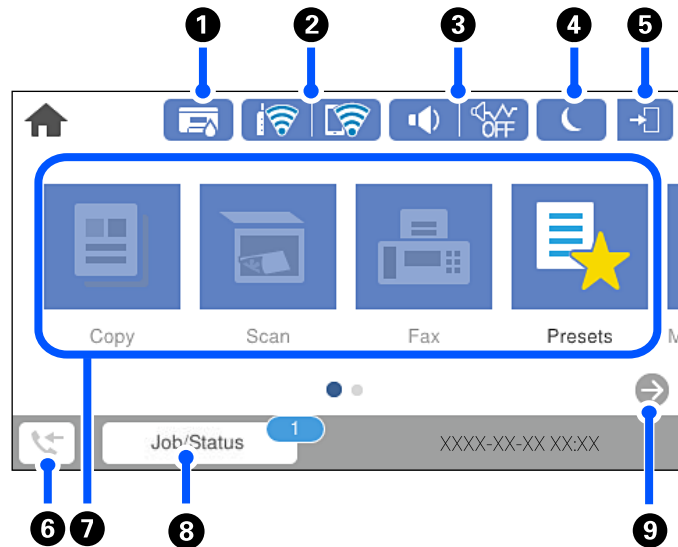 1 2 3 4 5
OFF
Copy Scan Fax Presets M
1
Job/Status XXXX-XX-XX XX:XX
6 7 8 9